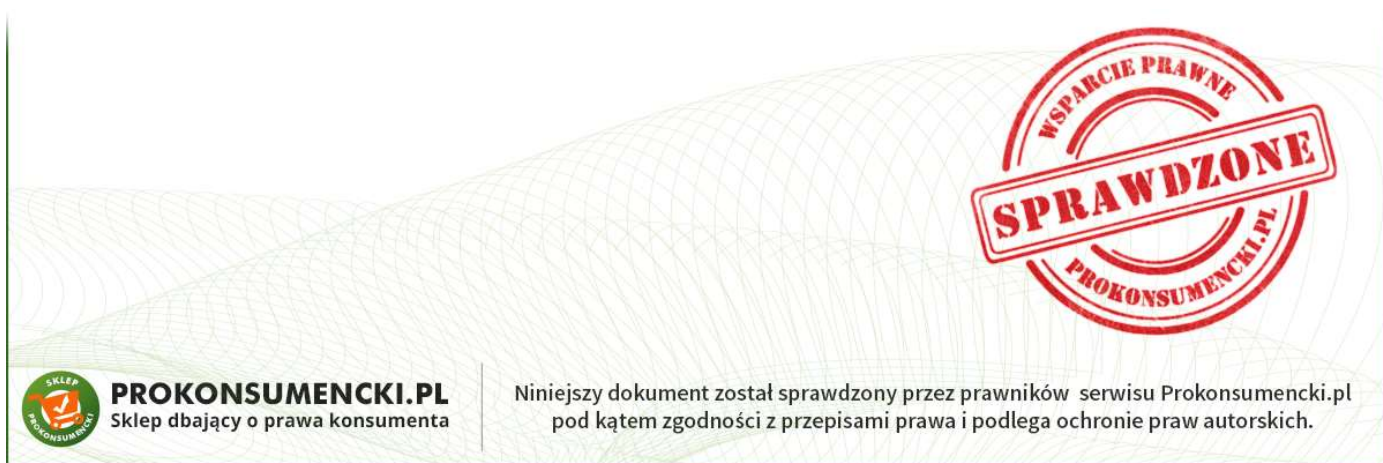 WSPARCIE PRAWNE
SPRAWDZONE
PROKONSUMENCKI.PL
SKLEP
PROKONSUMENCKI
PROKONSUMENCKI.PL
Sklep dbający o prawa konsumenta
Niniejszy dokument został sprawdzony przez prawników serwisu Prokonsumencki.pl
pod kątem zgodności z przepisami prawa i podlega ochronie praw autorskich.